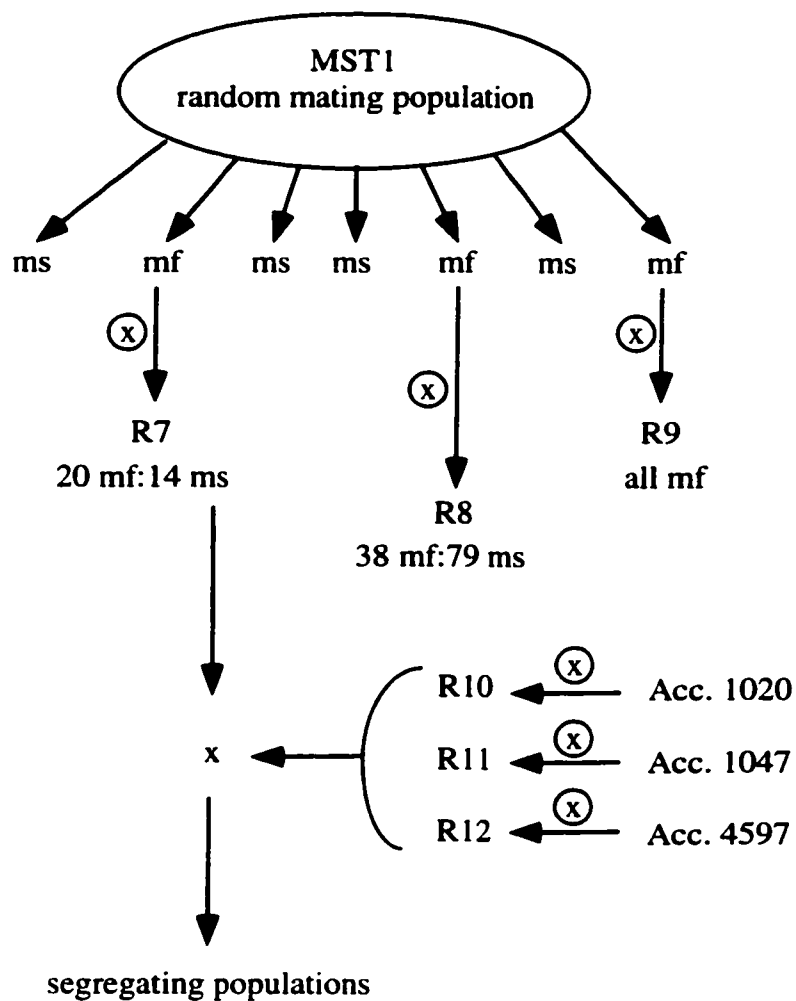 MST1
random mating population
ms mf ms ms mf ms mf
x x x
R7 R9
20 mf:14 ms all mf
R8
38 mf:79 ms
R10 x Acc. 1020
x R11 x Acc. 1047
R12 x Acc. 4597
segregating populations